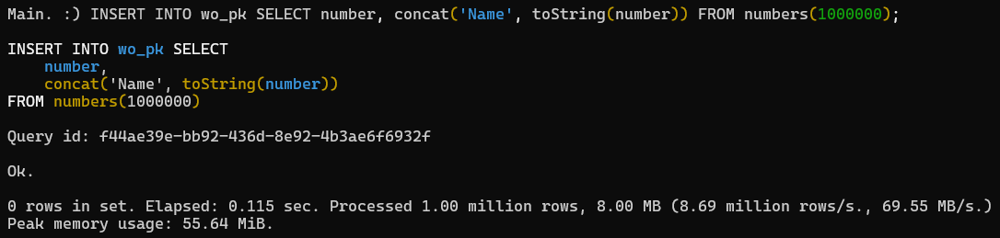 Main. :) INSERT INTO wo_pk SELECT number, concat('Name', toString(number)) FROM numbers(1000000);
INSERT INTO wo_pk SELECT
number,
concat('Name', toString(number))
FROM numbers(1000000)
Query id: f44ae39e-bb92-436d-8e92-4b3ae6f6932f
Ok.
0 rows in set. Elapsed: 0.115 sec. Processed 1.00 million rows, 8.00 MB (8.69 million rows/s., 69.55 MB/s.)
Peak memory usage: 55.64 MiB.